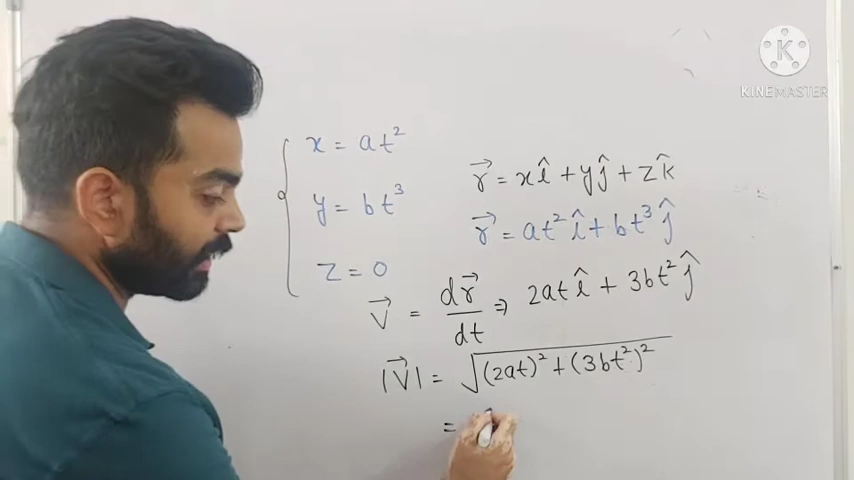 x = at²
y = bt³
z = 0
r⃗ = xî + yĵ + zk̂
r⃗ = at²î + bt³ĵ
V⃗ = dr⃗/dt ⇒ 2atî + 3bt²ĵ
|V⃗| = √((2at)² + (3bt²)²)
=
K
KINEMASTER